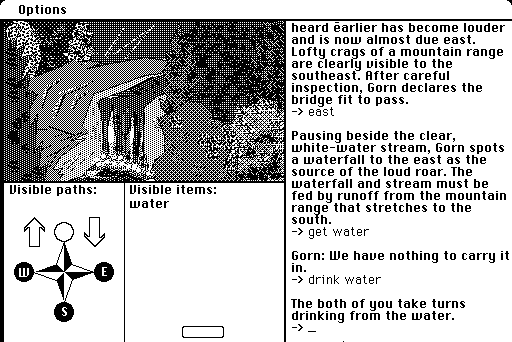 Options
Visible paths:
W
E
S
Visible items:
water
heard earlier has become louder
and is now almost due east.
Lofty crags of a mountain range
are clearly visible to the
southeast. After careful
inspection, Gorn declares the
bridge fit to pass.
-> east
Pausing beside the clear,
white-water stream, Gorn spots
a waterfall to the east as the
source of the loud roar. The
waterfall and stream must be
fed by runoff from the mountain
range that stretches to the
south.
-> get water
Gorn: We have nothing to carry it
in.
-> drink water
The both of you take turns
drinking from the water.
-> _